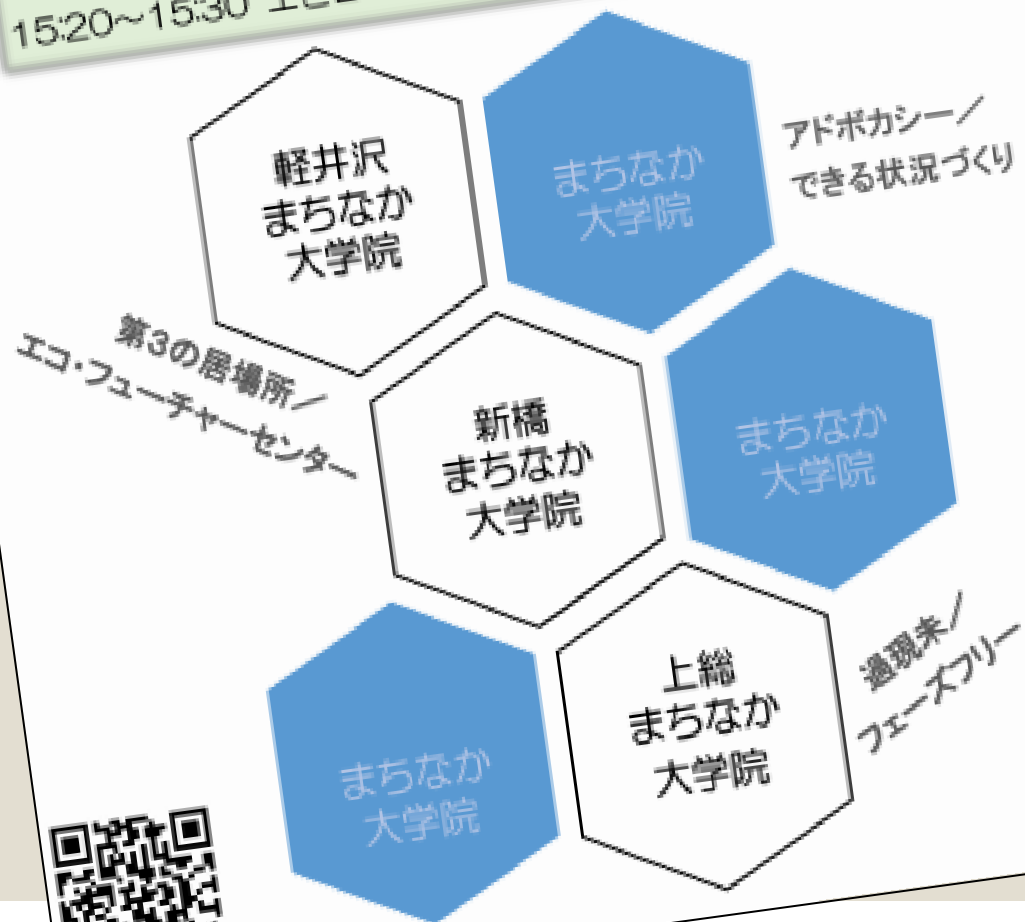 15:20~15:30
軽井沢
まちなか
大学院
まちなか
大学院
アドボカシー/
できる状況づくり
第3の居場所/
エコ・フューチャーセンター
新橋
まちなか
大学院
まちなか
大学院
上総
まちなか
大学院
過現未/
フェーズフリー
まちなか
大学院